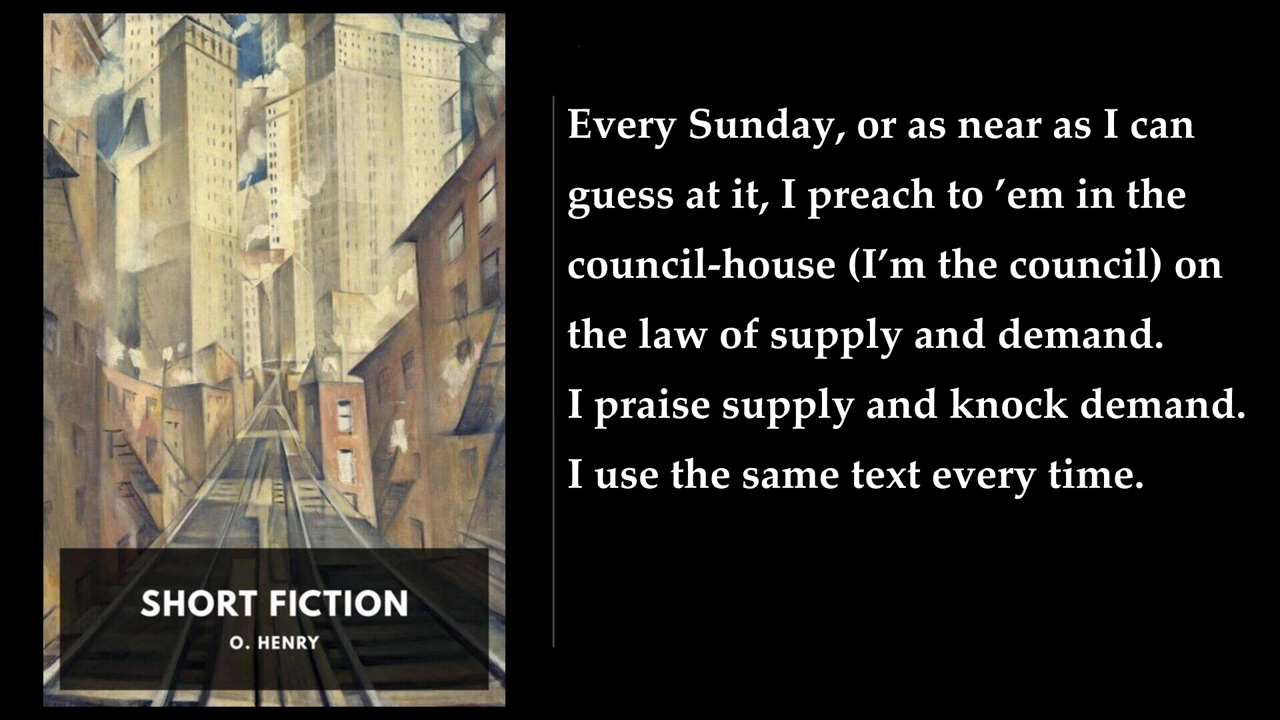 Every Sunday, or as near as I can
guess at it, I preach to ’em in the
council-house (I’m the council) on
the law of supply and demand.
I praise supply and knock demand.
I use the same text every time.
SHORT FICTION
O. HENRY